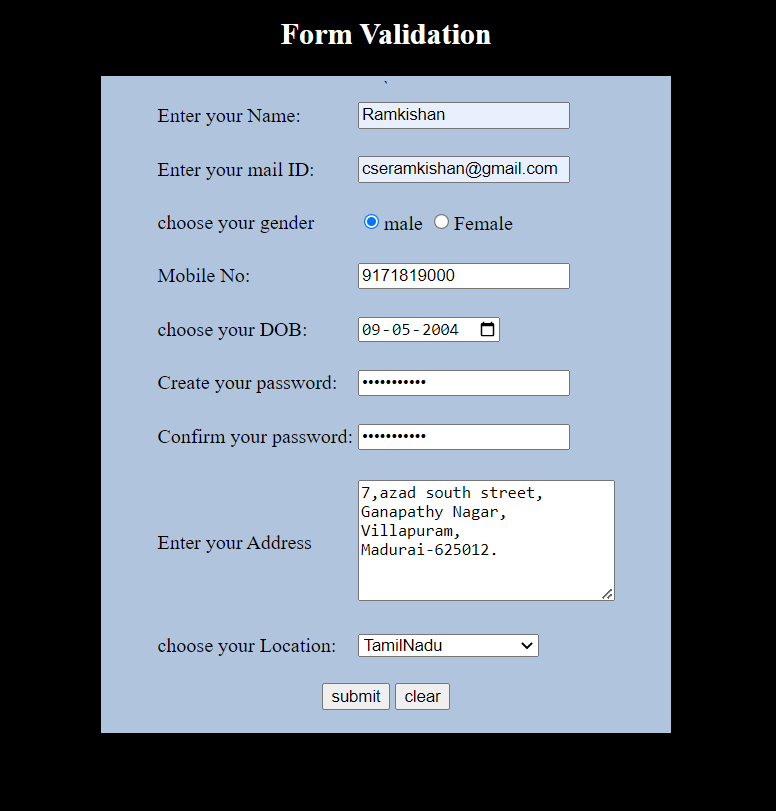 Form Validation
`
Enter your Name: Ramkishan
Enter your mail ID: cseramkishan@gmail.com
choose your gender male Female
Mobile No: 9171819000
choose your DOB: 09-05-2004
Create your password: •••••••••••
Confirm your password: •••••••••••
Enter your Address
7,azad south street,
Ganapathy Nagar,
Villapuram,
Madurai-625012.
choose your Location: TamilNadu
submit clear